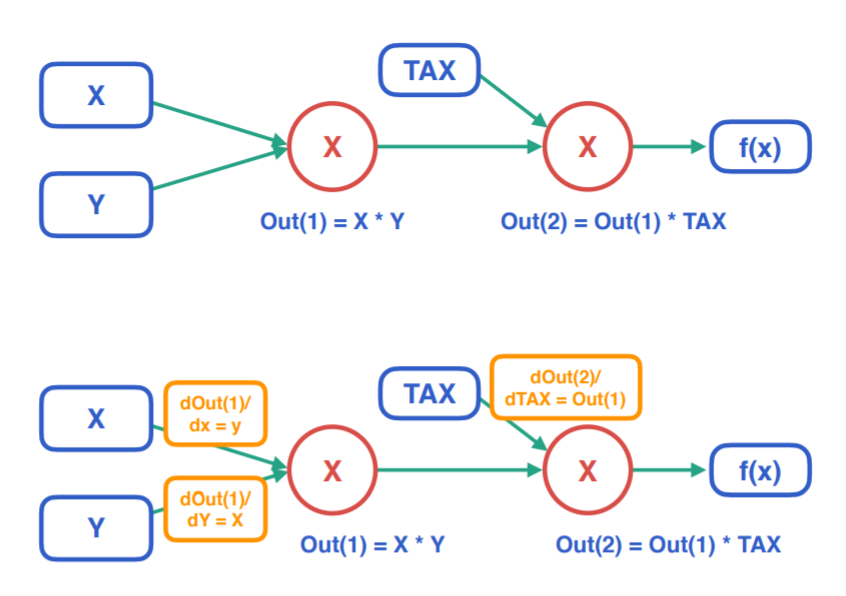 X
TAX
Y
X
X
f(x)
Out(1) = X * Y
Out(2) = Out(1) * TAX
X
dOut(1)/
dx = y
TAX
dOut(2)/
dTAX = Out(1)
Y
dOut(1)/
dY = X
X
X
f(x)
Out(1) = X * Y
Out(2) = Out(1) * TAX